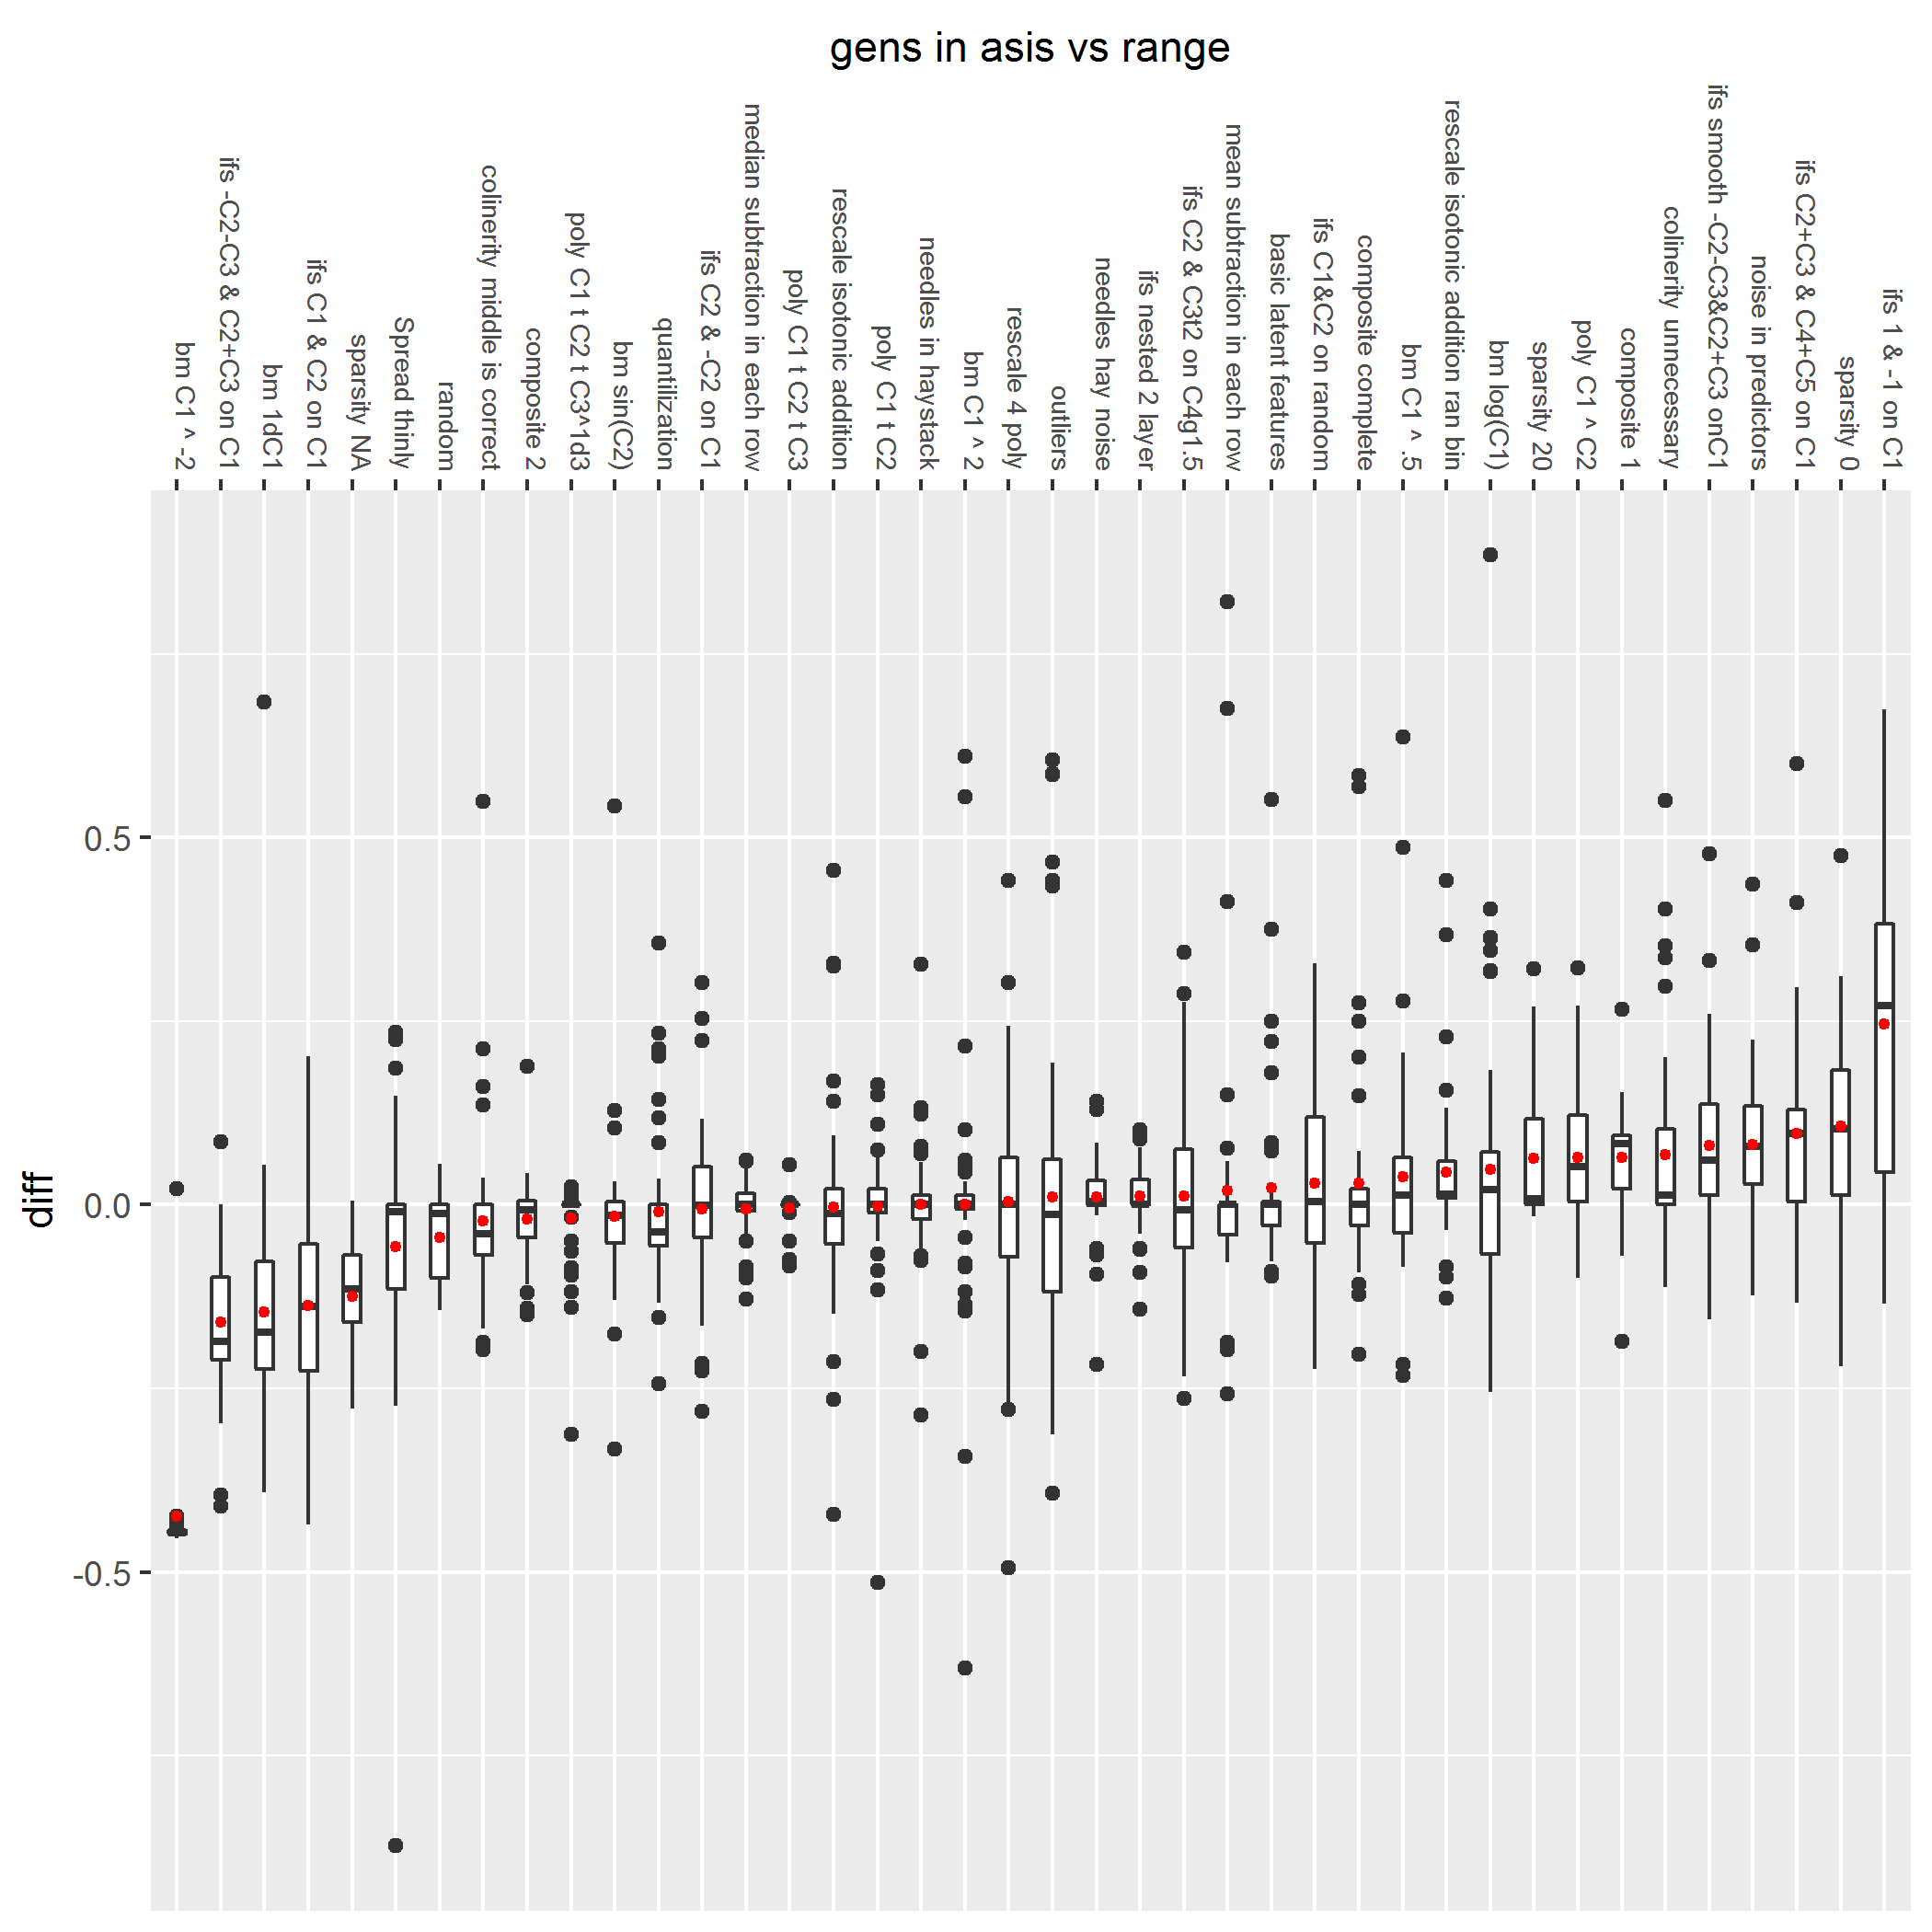 gens in asis vs range
bm C1 ^ -2
ifs -C2-C3 & C2+C3 on C1
bm 1dC1
ifs C1 & C2 on C1
sparsity NA
Spread thinly
random
colinerity middle is correct
composite 2
poly C1 t C2 t C3^1d3
bm sin(C2)
quantilization
ifs C2 & -C2 on C1
median subtraction in each row
poly C1 t C2 t C3
rescale isotonic addition
poly C1 t C2
needles in haystack
bm C1 ^ 2
rescale 4 poly
outliers
needles hay noise
ifs nested 2 layer
ifs C2 & C3t2 on C4g1.5
mean subtraction in each row
basic latent features
ifs C1&C2 on random
composite complete
bm C1 ^ .5
rescale isotonic addition ran bin
bm log(C1)
sparsity 20
poly C1 ^ C2
composite 1
colinerity unnecessary
ifs smooth -C2-C3&C2+C3 onC1
noise in predictors
ifs C2+C3 & C4+C5 on C1
sparsity 0
ifs 1 & -1 on C1
diff
0.5
0.0
-0.5